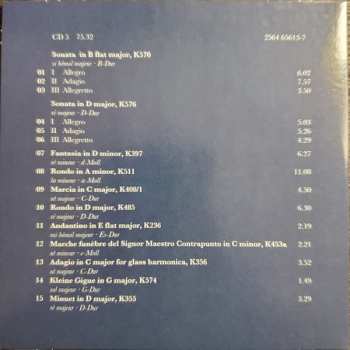 CD 5 75.32 2564 65615-7
Sonata in B flat major, K570
si bémol majeur · B-Dur
01 I Allegro 6.02
02 II Adagio 7.57
03 III Allegretto 3.50
Sonata in D major, K576
ré majeur · D-Dur
04 I Allegro 5.03
05 II Adagio 5:26
06 III Allegretto 4.29
07 Fantasia in D minor, K397 6:27
ré mineur · d-Moll
08 Rondo in A minor, K511 11.08
la mineur · a-Moll
09 Marcia in C major, K408/1 4.50
ut majeur · C-Dur
10 Rondo in D major, K485 6.30
ré majeur · D-Dur
11 Andantino in E flat major, K236 2:19
mi bémol majeur · Es-Dur
12 Marche funèbre del Signor Maestro Contrapunto in C minor, K453a 2:21
ut mineur · c-Moll
13 Adagio in C major for glass harmonica, K356 3.52
ut majeur · C-Dur
14 Kleine Gigue in G major, K574 1.49
sol majeur · G-Dur
15 Minuet in D major, K355 3.29
ré majeur · D-Dur